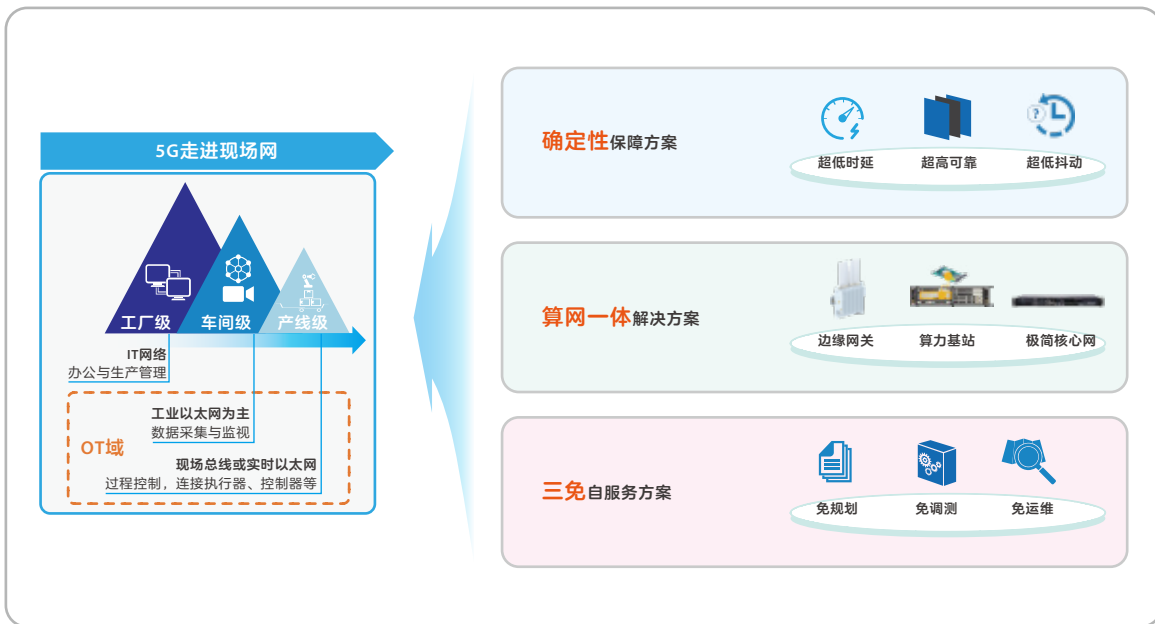 5G走进现场网
工厂级
车间级
产线级
IT网络
办公与生产管理
OT域
工业以太网为主
数据采集与监视
现场总线或实时以太网
过程控制，连接执行器、控制器等
确定性保障方案
?
超低时延
超高可靠
超低抖动
算网一体解决方案
边缘网关
算力基站
极简核心网
三免自服务方案
免规划
免调测
免运维